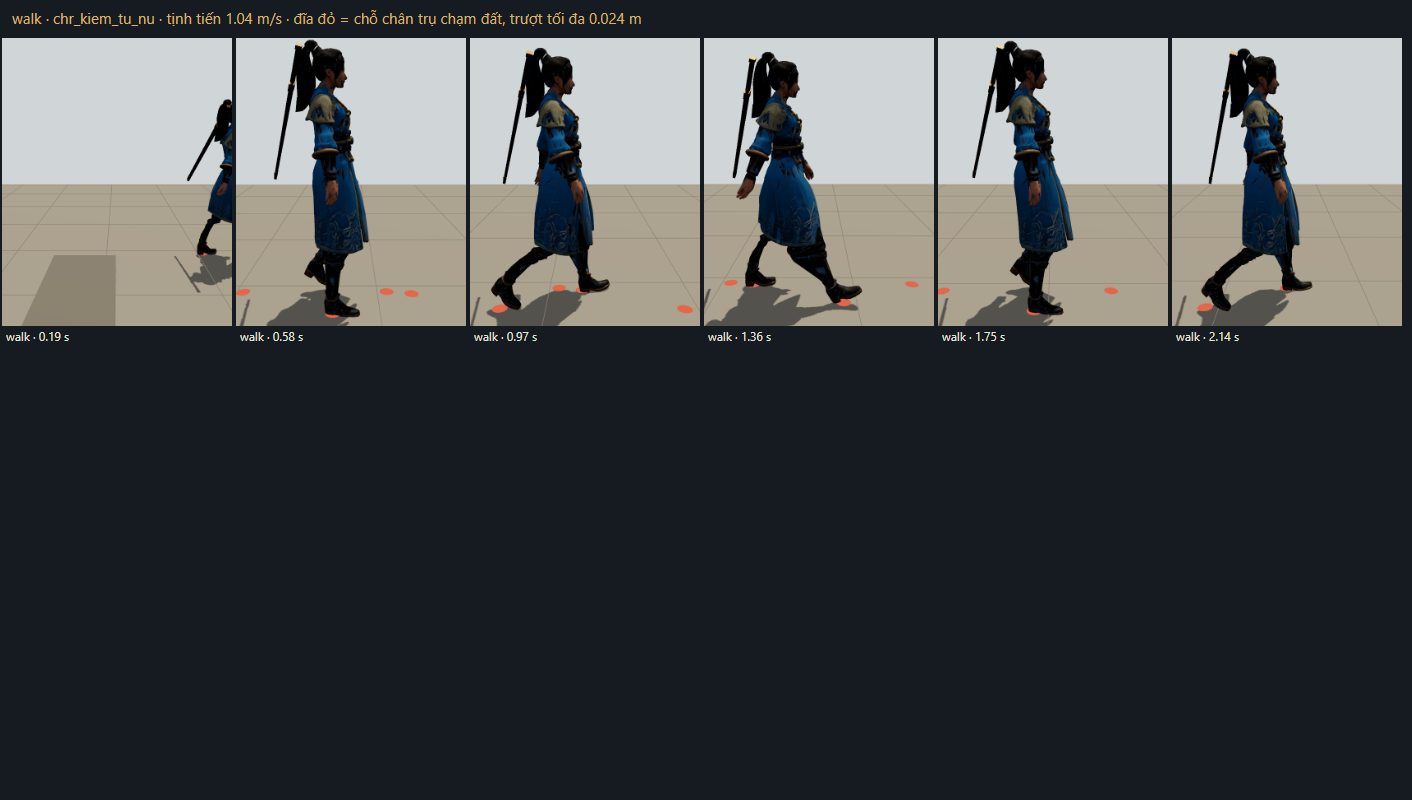 walk · chr_kiem_tu_nu · tịnh tiến 1.04 m/s · đĩa đỏ = chỗ chân trụ chạm đất, trượt tối đa 0.024 m
walk · 0.19 s
walk · 0.58 s
walk · 0.97 s
walk · 1.36 s
walk · 1.75 s
walk · 2.14 s